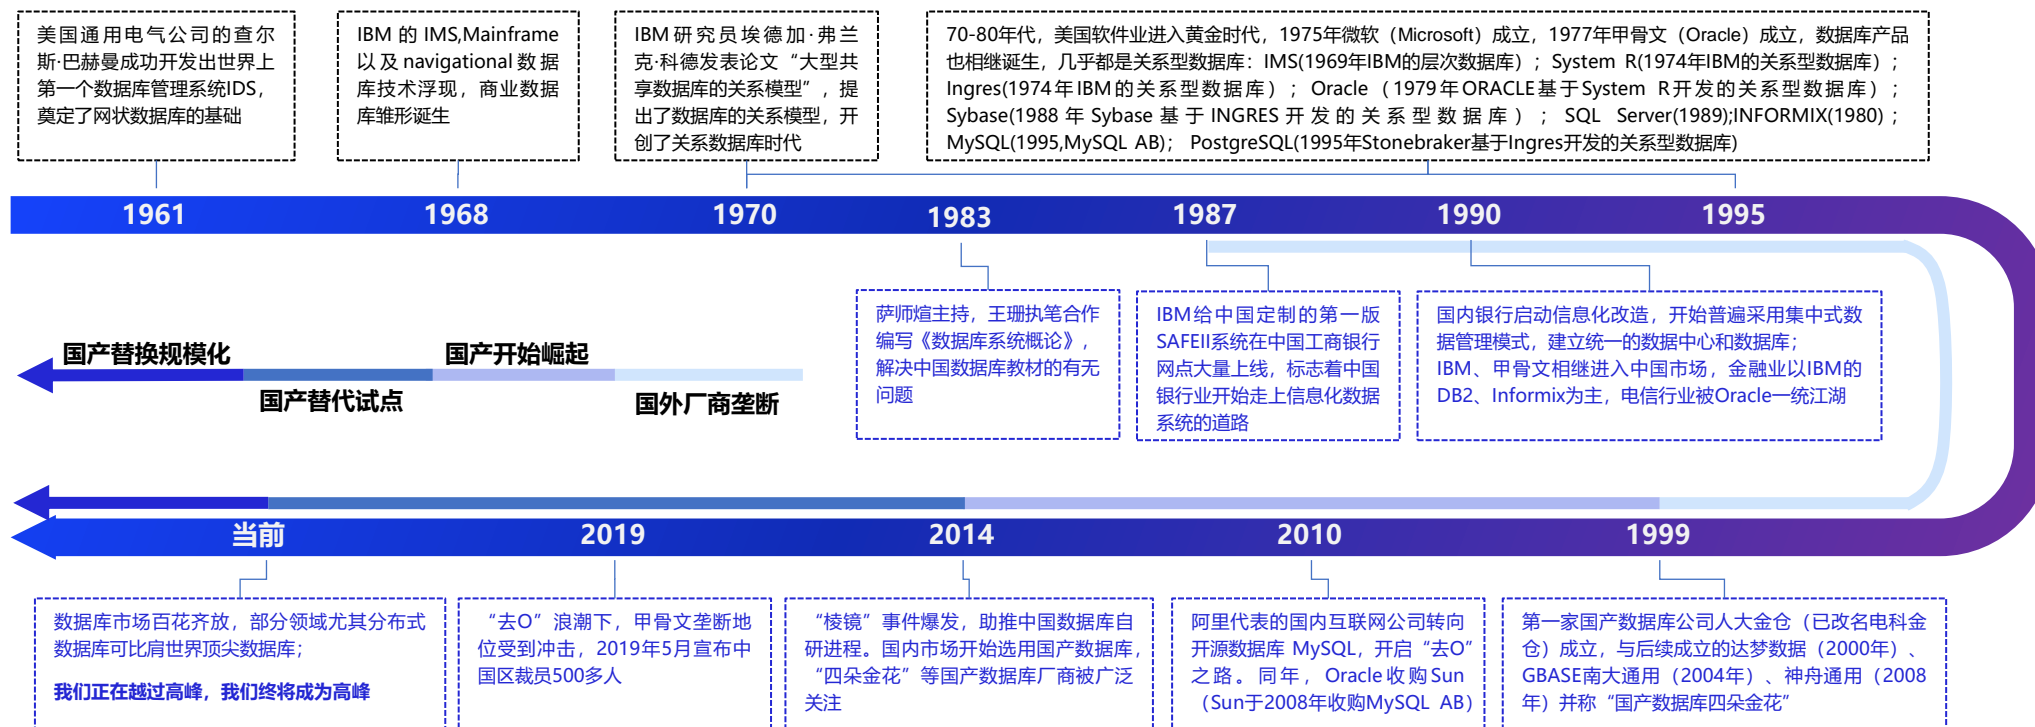 美国通用电气公司的查尔
斯·巴赫曼成功开发出世界上
第一个数据库管理系统IDS，
奠定了网状数据库的基础
IBM 的 IMS,Mainframe
以及 navigational 数据
库技术浮现，商业数据
库雏形诞生
IBM 研究员埃德加·弗兰
克·科德发表论文“大型共
享数据库的关系模型”，提
出了数据库的关系模型，开
创了关系数据库时代
70-80年代，美国软件业进入黄金时代，1975年微软（Microsoft）成立，1977年甲骨文（Oracle）成立，数据库产品
也相继诞生，几乎都是关系型数据库：IMS(1969年IBM的层次数据库）；System R(1974年IBM的关系型数据库）；
Ingres(1974年IBM的关系型数据库）；Oracle（1979年ORACLE基于System R开发的关系型数据库）；
Sybase(1988 年 Sybase 基于 INGRES 开发的关系型数据库）；SQL Server(1989);INFORMIX(1980)；
MySQL(1995,MySQL AB)； PostgreSQL(1995年Stonebraker基于Ingres开发的关系型数据库)
1961
1968
1970
1983
1987
1990
1995
萨师煊主持，王珊执笔合作
编写《数据库系统概论》，
解决中国数据库教材的有无
问题
IBM给中国定制的第一版
SAFEII系统在中国工商银行
网点大量上线，标志着中国
银行业开始走上信息化数据
系统的道路
国内银行启动信息化改造，开始普遍采用集中式数
据管理模式，建立统一的数据中心和数据库；
IBM、甲骨文相继进入中国市场，金融业以IBM的
DB2、Informix为主，电信行业被Oracle一统江湖
国产替换规模化
国产替代试点
国产开始崛起
国外厂商垄断
当前
2019
2014
2010
1999
数据库市场百花齐放，部分领域尤其分布式
数据库可比肩世界顶尖数据库；
我们正在越过高峰，我们终将成为高峰
“去O”浪潮下，甲骨文垄断地
位受到冲击，2019年5月宣布中
国区裁员500多人
“棱镜”事件爆发，助推中国数据库自
研进程。国内市场开始选用国产数据库，
“四朵金花”等国产数据库厂商被广泛
关注
阿里代表的国内互联网公司转向
开源数据库 MySQL，开启“去O”
之路。同年，Oracle 收购 Sun
（Sun于2008年收购MySQL AB）
第一家国产数据库公司人大金仓（已改名电科金
仓）成立，与后续成立的达梦数据（2000年）、
GBASE南大通用（2004年）、神舟通用（2008
年）并称“国产数据库四朵金花”